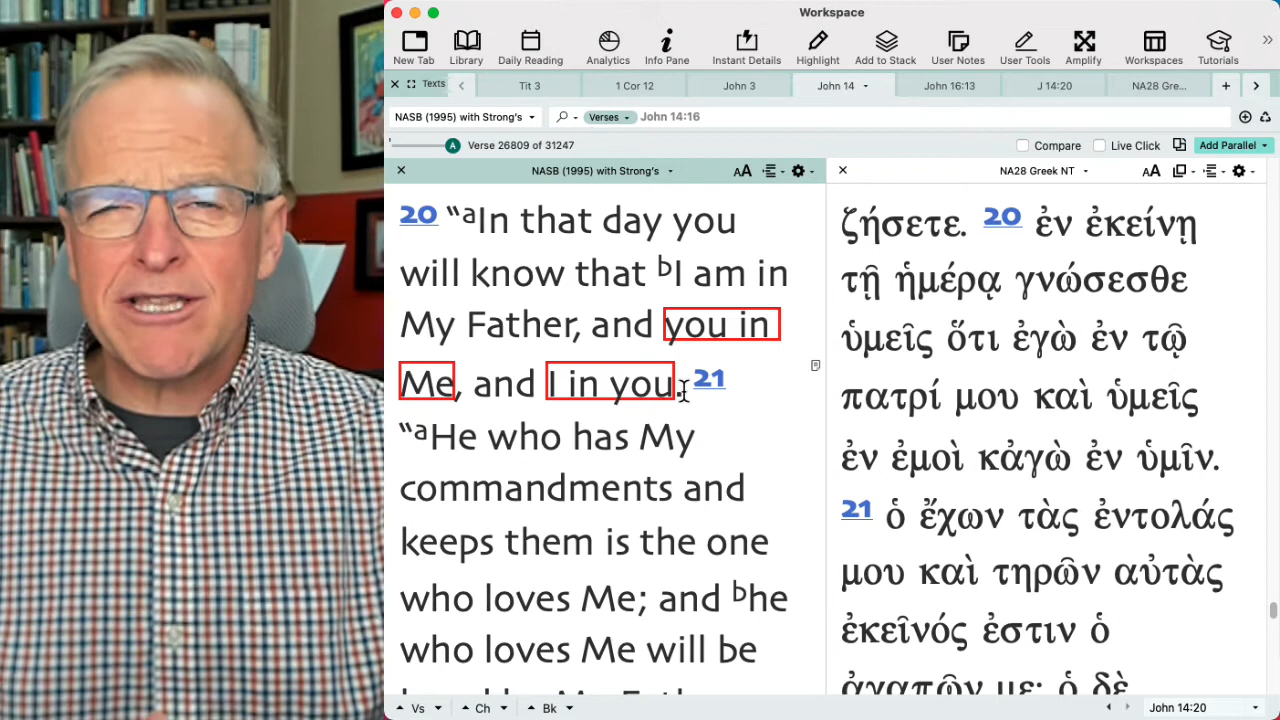 Workspace
New Tab
Library
Daily Reading
Analytics
Info Pane
Instant Details
Highlight
Add to Stack
User Notes
User Tools
Amplify
Workspaces
Tutorials
Texts
Tit 3
1 Cor 12
John 3
John 14
John 16:13
J 14:20
NA28 Gre...
NASB (1995) with Strong's
Verses
John 14:16
Verse 26809 of 31247
Compare
Live Click
Add Parallel
NASB (1995) with Strong's
20 “aIn that day you
will know that bI am in
My Father, and you in
Me, and I in you. 21
“aHe who has My
commandments and
keeps them is the one
who loves Me; and bhe
who loves Me will be
NA28 Greek NT
ζήσετε. 20 ἐν ἐκείνῃ
τῇ ἡμέρᾳ γνώσεσθε
ὑμεῖς ὅτι ἐγὼ ἐν τῷ
πατρί μου καὶ ὑμεῖς
ἐν ἐμοὶ κἀγὼ ἐν ὑμῖν.
21 ὁ ἔχων τὰς ἐντολάς
μου καὶ τηρῶν αὐτὰς
ἐκεῖνός ἐστιν ὁ
ἀγαπῶν με· ὁ δὲ
Vs
Ch
Bk
John 14:20